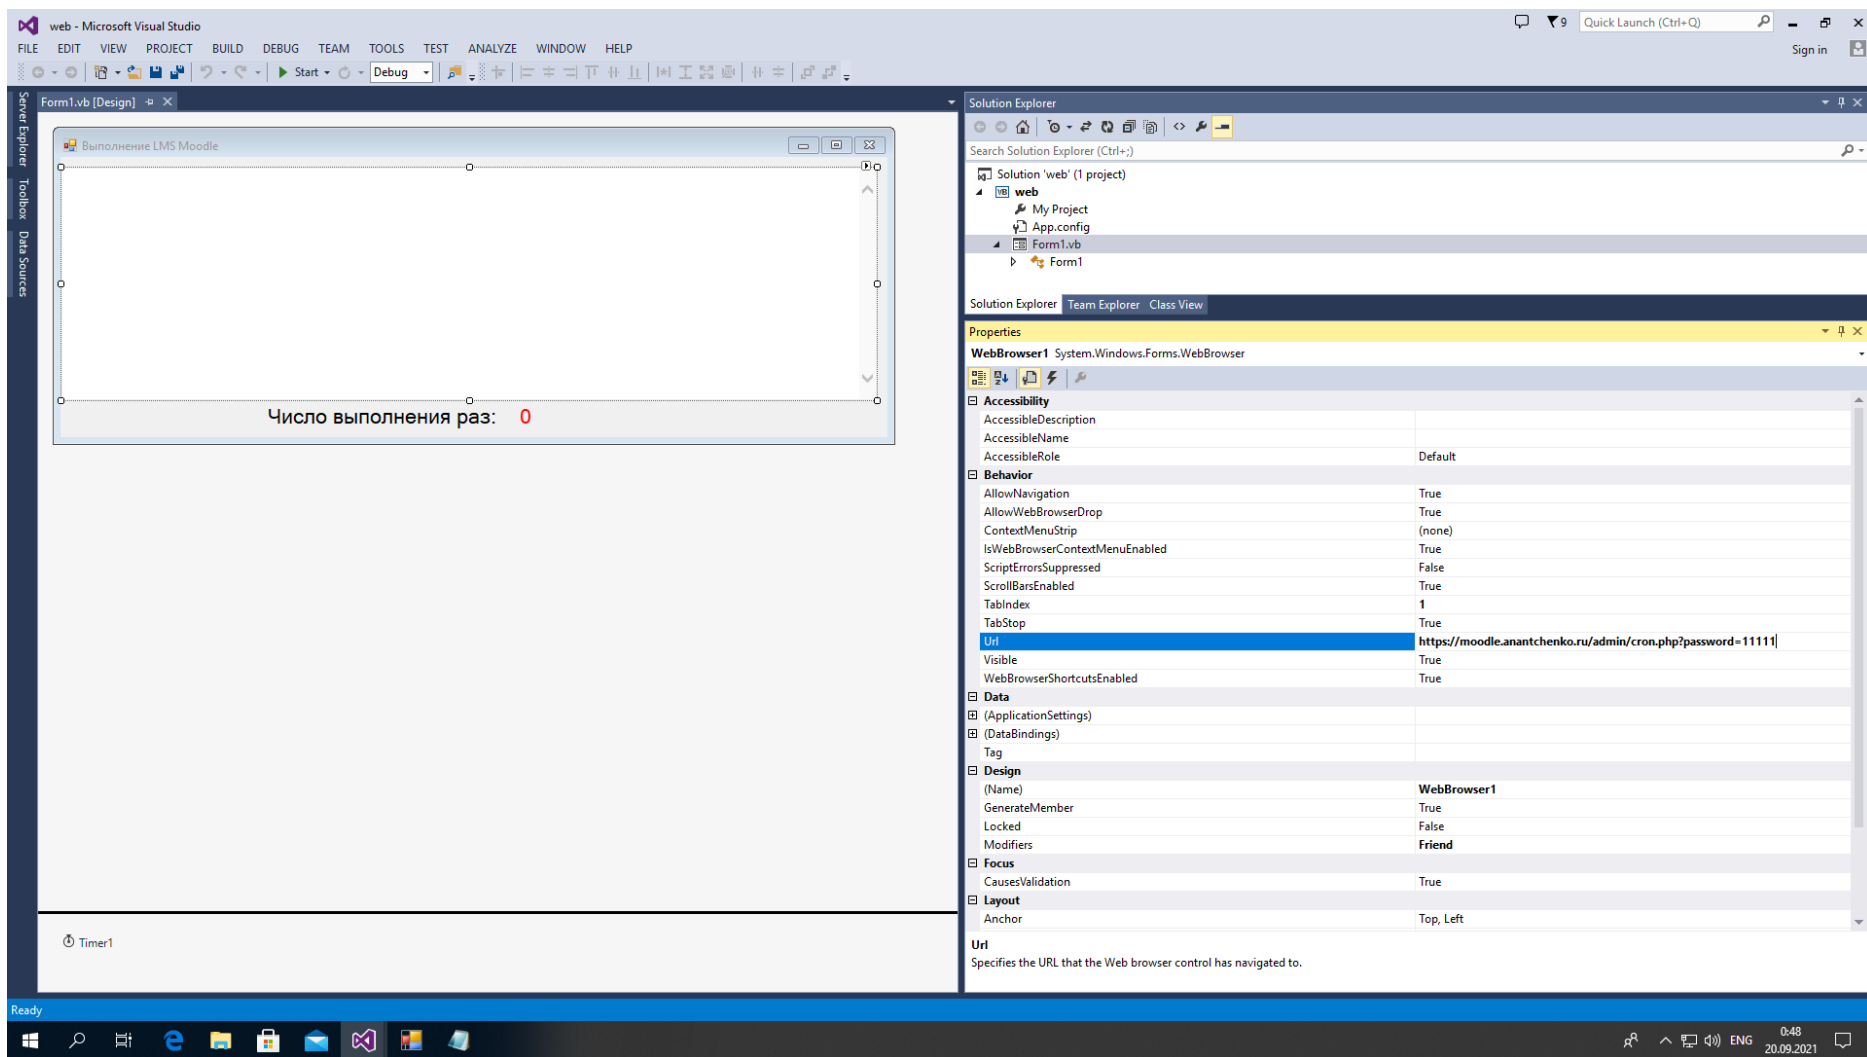 web - Microsoft Visual Studio
9
Quick Launch (Ctrl+Q)
FILE EDIT VIEW PROJECT BUILD DEBUG TEAM TOOLS TEST ANALYZE WINDOW HELP
Sign in
Start
Debug
Server Explorer
Toolbox
Data Sources
Form1.vb [Design]
Выполнение LMS Moodle
Число выполнения раз: 0
Timer1
Solution Explorer
Search Solution Explorer (Ctrl+;)
Solution 'web' (1 project)
VB web
My Project
App.config
Form1.vb
Form1
Solution Explorer Team Explorer Class View
Properties
WebBrowser1 System.Windows.Forms.WebBrowser
Accessibility
AccessibleDescription
AccessibleName
AccessibleRole Default
Behavior
AllowNavigation True
AllowWebBrowserDrop True
ContextMenuStrip (none)
IsWebBrowserContextMenuEnabled True
ScriptErrorsSuppressed False
ScrollBarsEnabled True
TabIndex 1
TabStop True
Url https://moodle.anantchenko.ru/admin/cron.php?password=11111
Visible True
WebBrowserShortcutsEnabled True
Data
(ApplicationSettings)
(DataBindings)
Tag
Design
(Name) WebBrowser1
GenerateMember True
Locked False
Modifiers Friend
Focus
CausesValidation True
Layout
Anchor Top, Left
Url
Specifies the URL that the Web browser control has navigated to.
Ready
ENG
0:48
20.09.2021